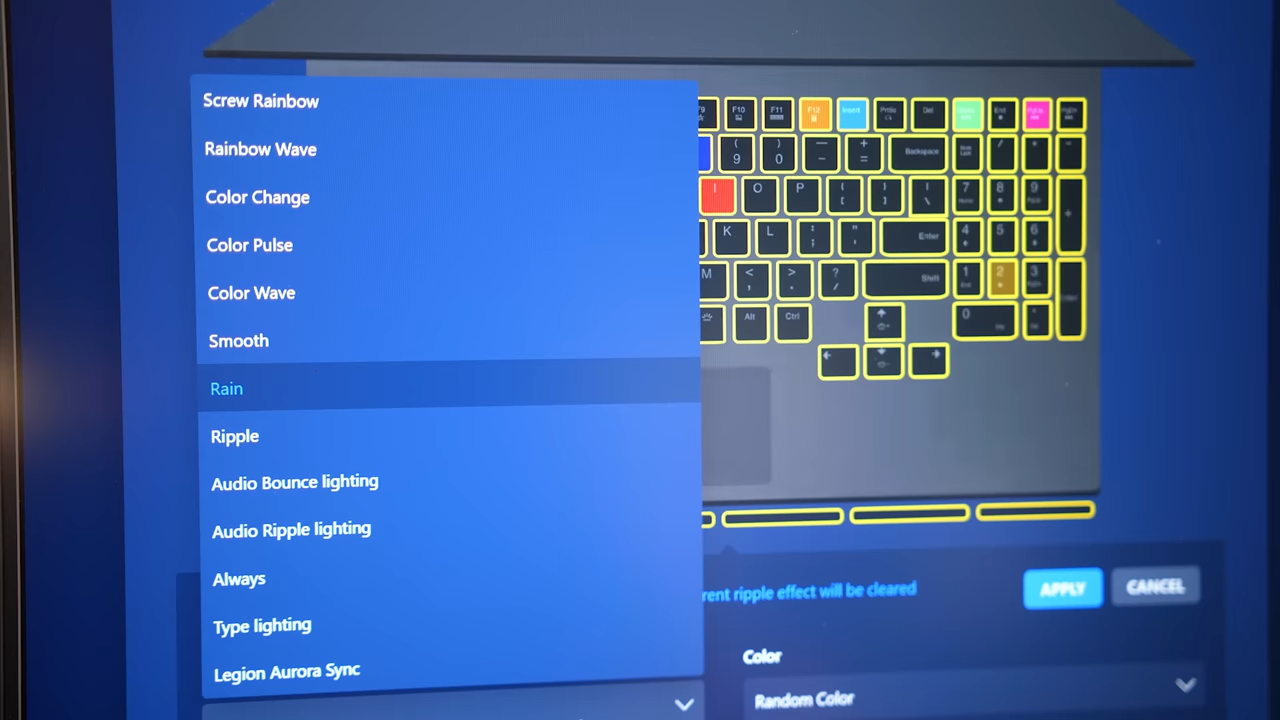 Screw Rainbow
Rainbow Wave
Color Change
Color Pulse
Color Wave
Smooth
Rain
Ripple
Audio Bounce lighting
Audio Ripple lighting
Always
Type lighting
Legion Aurora Sync
F10 F11 F12 Insert PrtSc Del
( ) — +
9 0 - = Backspace
I O P { } |
[ ] \
7 8 9
K L : " Enter
; '
4 5 6
M < > ? Shift
, . /
1 2 3
Alt Ctrl
0
rent ripple effect will be cleared
APPLY CANCEL
Color
Random Color